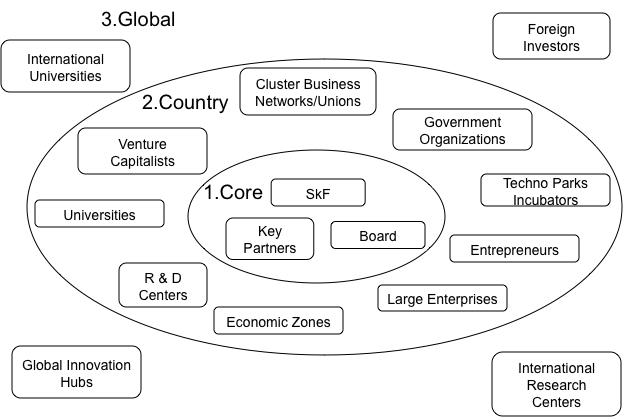 3.Global
Foreign
Investors
International
Universities
Cluster Business
Networks/Unions
2.Country
Government
Organizations
Venture
Capitalists
1.Core
SkF
Techno Parks
Incubators
Universities
Key
Partners
Board
Entrepreneurs
R & D
Centers
Large Enterprises
Economic Zones
Global Innovation
Hubs
International
Research
Centers